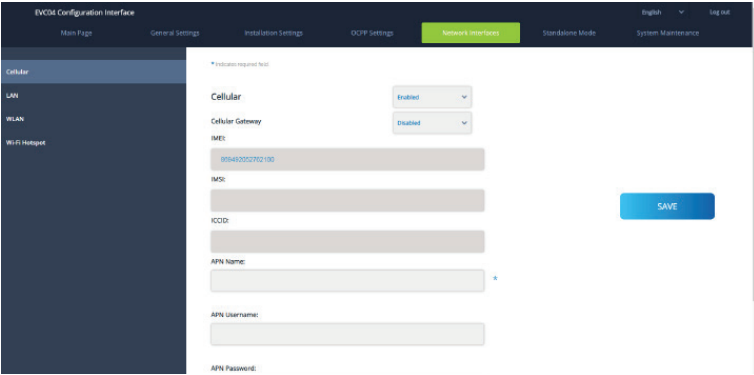 EVC04 Configuration Interface
English
Log out
Main Page
General Settings
Installation Settings
OCPP Settings
Network Interfaces
Standalone Mode
System Maintenance
Cellular
LAN
WLAN
Wi-Fi Hotspot
* Indicates required field.
Cellular
Enabled
Cellular Gateway
Disabled
IMEI:
IMSI:
ICCID:
SAVE
APN Name:
*
APN Username:
APN Password: